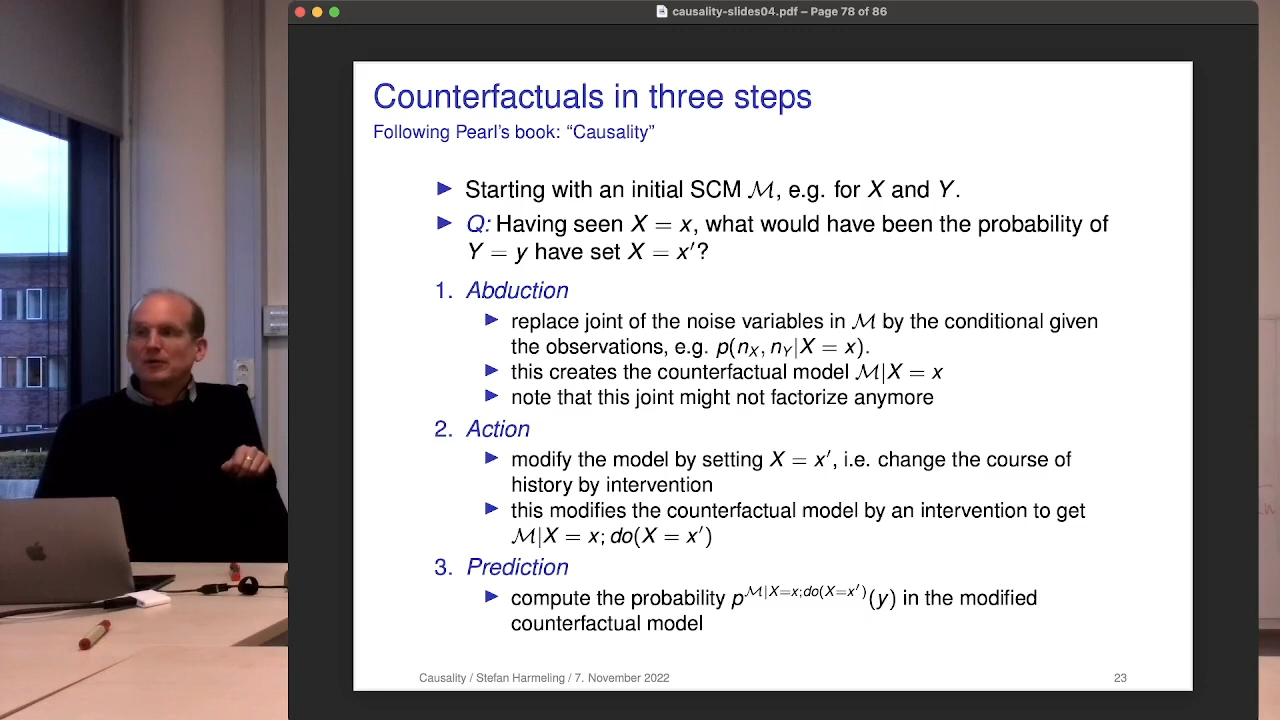 causality-slides04.pdf – Page 78 of 86
Counterfactuals in three steps
Following Pearl's book: “Causality”
▶ Starting with an initial SCM ℳ, e.g. for X and Y.
▶ Q: Having seen X = x, what would have been the probability of
Y = y have set X = x′?
1. Abduction
▶ replace joint of the noise variables in ℳ by the conditional given
the observations, e.g. p(n_X, n_Y|X = x).
▶ this creates the counterfactual model ℳ|X = x
▶ note that this joint might not factorize anymore
2. Action
▶ modify the model by setting X = x′, i.e. change the course of
history by intervention
▶ this modifies the counterfactual model by an intervention to get
ℳ|X = x; do(X = x′)
3. Prediction
▶ compute the probability p^{ℳ|X=x;do(X=x′)}(y) in the modified
counterfactual model
Causality / Stefan Harmeling / 7. November 2022
23